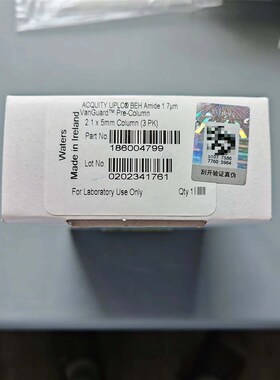 ACQUITY UPLC® BEH Amide 1.7µm
VanGuard™ Pre-Column
2.1 x 5mm Column (3 PK)
Part No
186004799
Lot No
0202341761
For Laboratory Use Only
Qty 1
Waters
Made in Ireland
刮开验证真伪